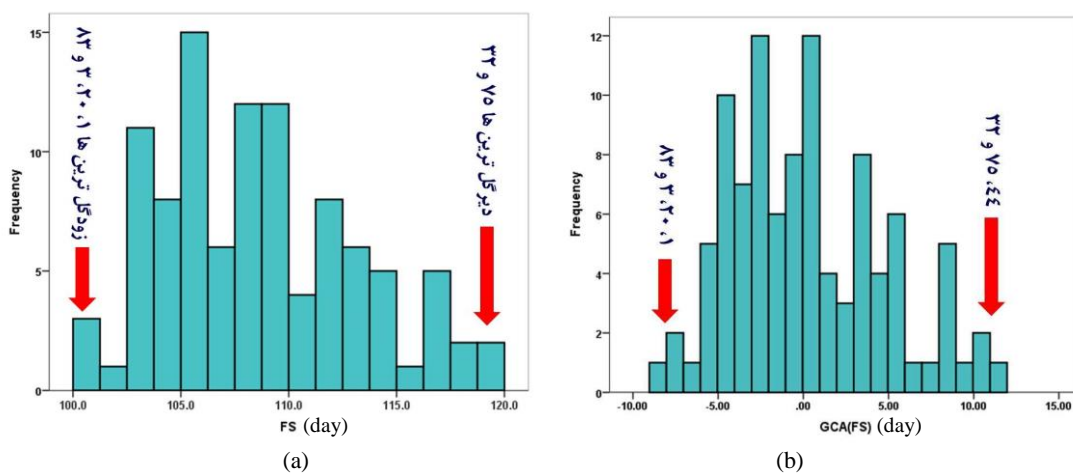 زودگل ترین ها ۱، ۲۰، ۳ و ۸۳
دیرگل ترین ها ۷۵ و ۳۲
Frequency
15
10
5
0
100.0 105.0 110.0 115.0 120.0
FS (day)
(a)
۱، ۲۰، ۳ و ۸۳
٤٤، ۷۵ و ۳۲
Frequency
12
10
8
6
4
2
0
-10.00 -5.00 .00 5.00 10.00 15.00
GCA(FS) (day)
(b)